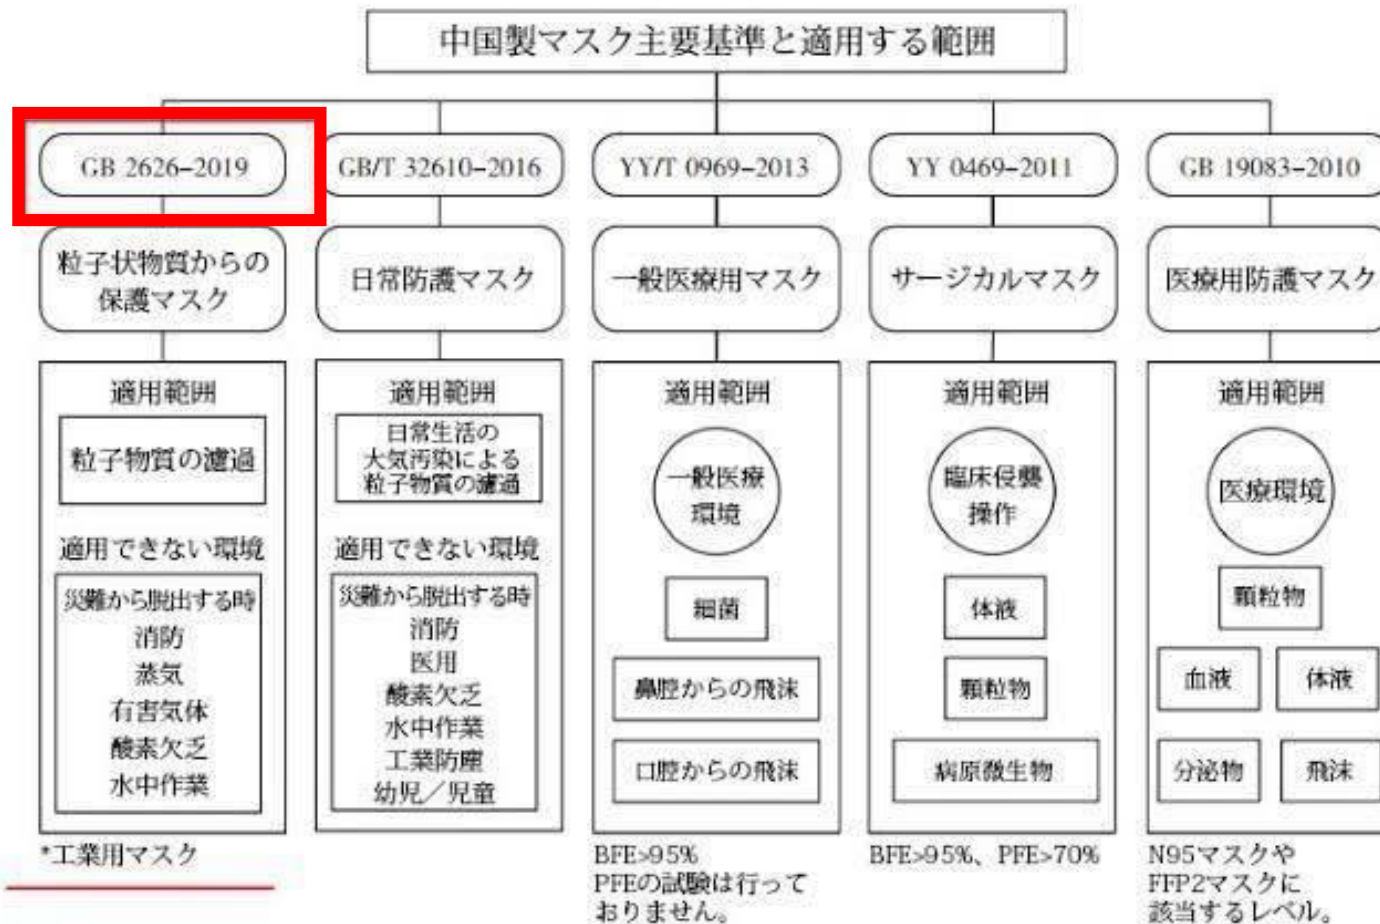 中国製マスク主要基準と適用する範囲
GB 2626-2019
粒子状物質からの
保護マスク
適用範囲
粒子物質の濾過
適用できない環境
災難から脱出する時
消防
蒸気
有害気体
酸素欠乏
水中作業
*工業用マスク
GB/T 32610-2016
日常防護マスク
適用範囲
日常生活の
大気汚染による
粒子物質の濾過
適用できない環境
災難から脱出する時
消防
医用
酸素欠乏
水中作業
工業防塵
幼児/児童
YY/T 0969-2013
一般医療用マスク
適用範囲
一般医療
環境
細菌
鼻腔からの飛沫
口腔からの飛沫
BFE>95%
PFEの試験は行って
おりません。
YY 0469-2011
サージカルマスク
適用範囲
臨床侵襲
操作
体液
顆粒物
病原微生物
BFE>95%、PFE>70%
GB 19083-2010
医療用防護マスク
適用範囲
医療環境
顆粒物
血液 体液
分泌物 飛沫
N95マスクや
FFP2マスクに
該当するレベル。